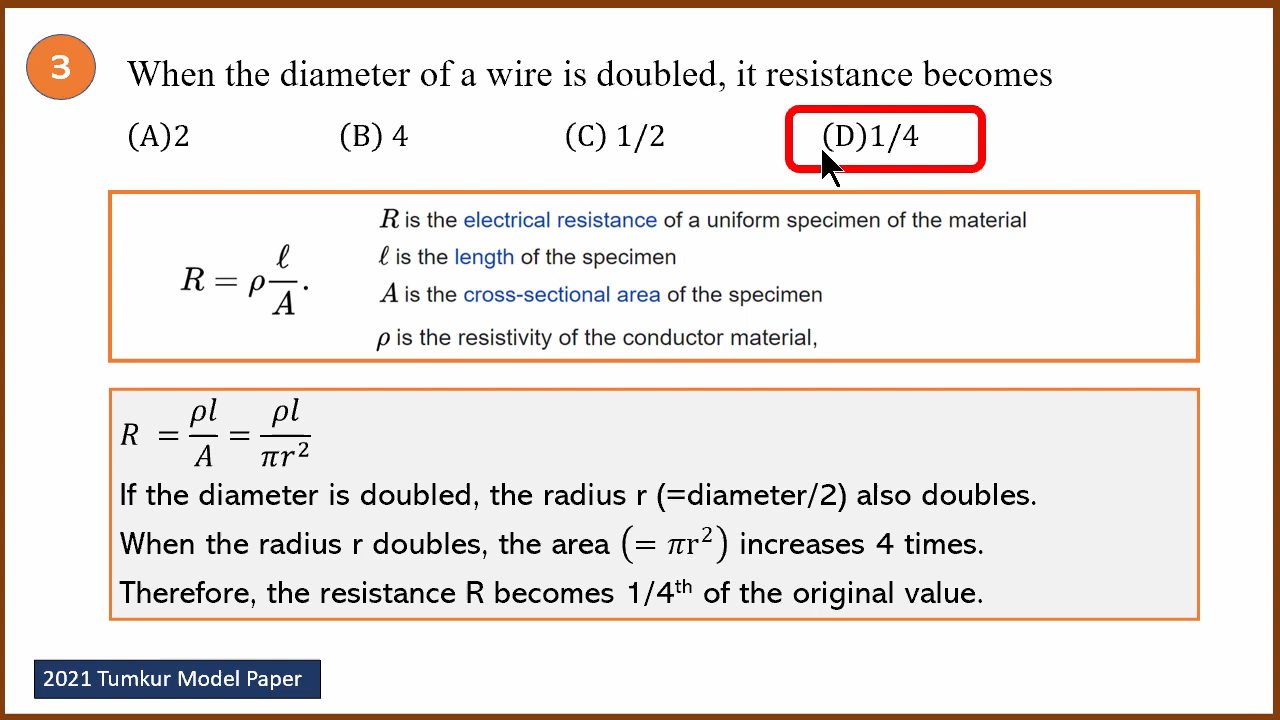 3
When the diameter of a wire is doubled, it resistance becomes
(A)2 (B) 4 (C) 1/2 (D)1/4
R = ρ ℓ/A.
R is the electrical resistance of a uniform specimen of the material
ℓ is the length of the specimen
A is the cross-sectional area of the specimen
ρ is the resistivity of the conductor material,
R = ρl/A = ρl/πr²
If the diameter is doubled, the radius r (=diameter/2) also doubles.
When the radius r doubles, the area (= πr²) increases 4 times.
Therefore, the resistance R becomes 1/4ᵗʰ of the original value.
2021 Tumkur Model Paper